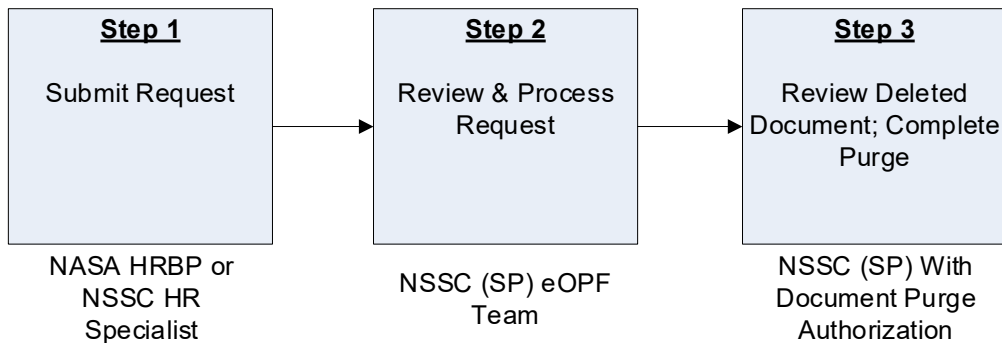 Step 1
Submit Request
NASA HRBP or
NSSC HR
Specialist
Step 2
Review & Process
Request
NSSC (SP) eOPF
Team
Step 3
Review Deleted
Document; Complete
Purge
NSSC (SP) With
Document Purge
Authorization